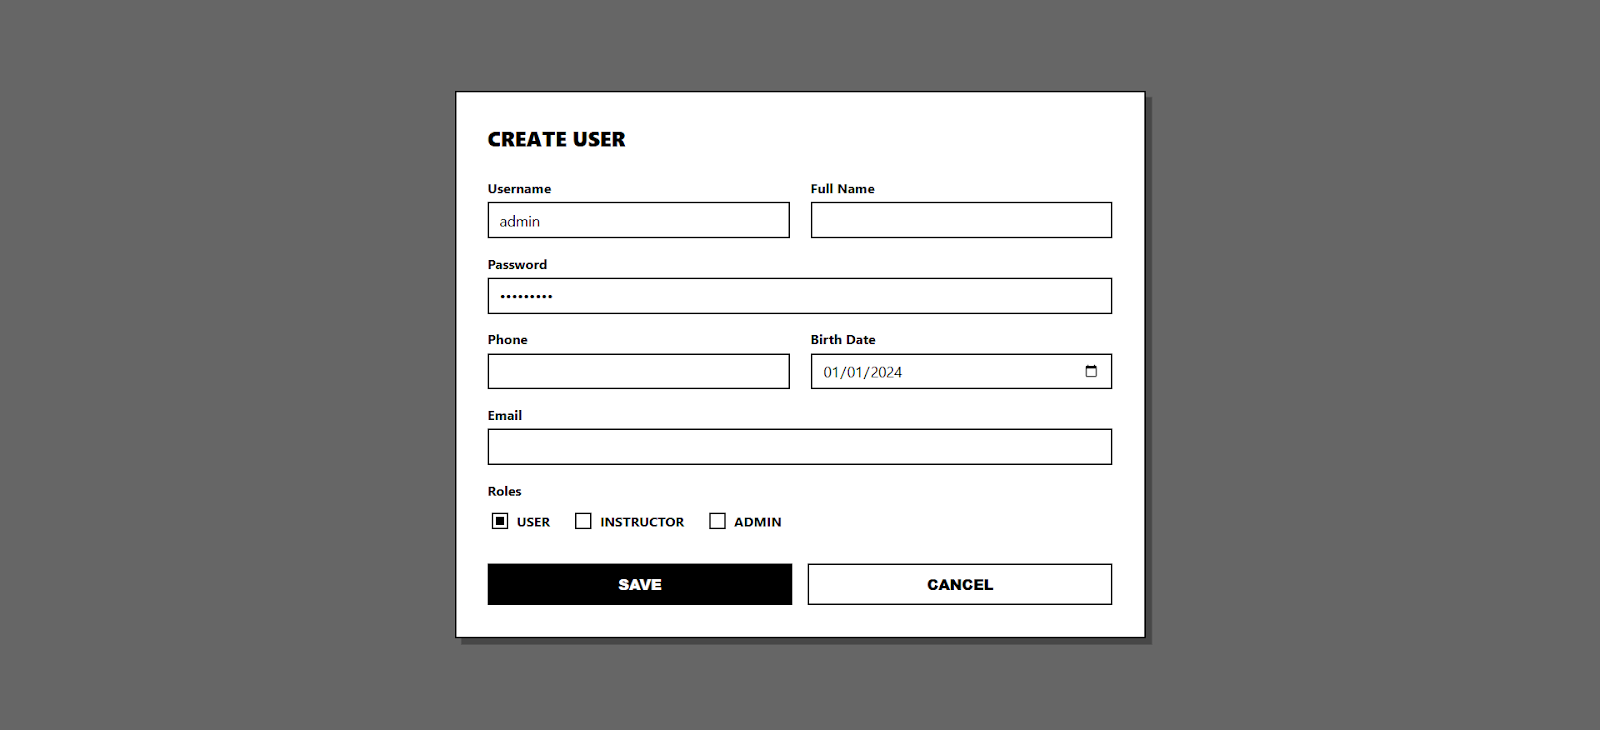 CREATE USER
Username Full Name
admin
Password
•••••••••
Phone Birth Date
01/01/2024
Email
Roles
USER INSTRUCTOR ADMIN
SAVE CANCEL